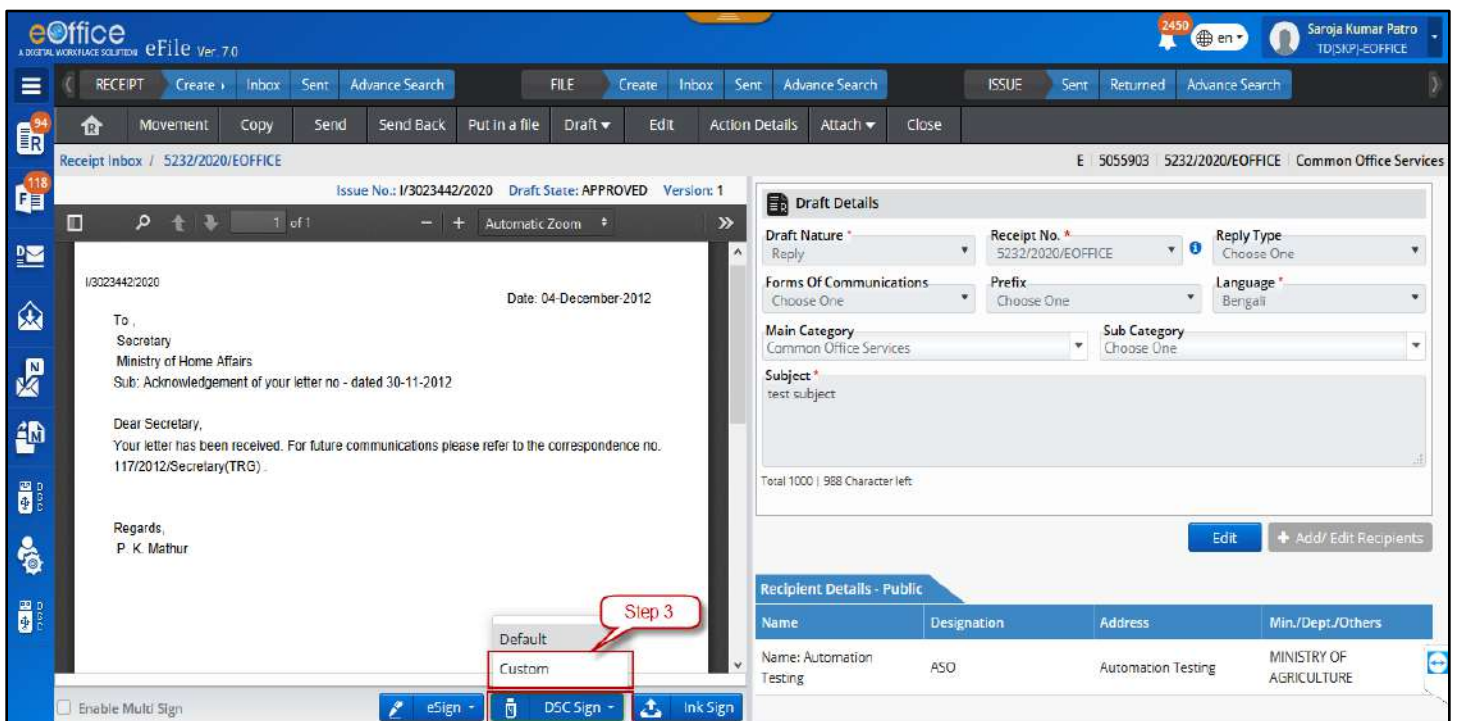 eOffice
A DIGITAL WORKPLACE SOLUTION eFile Ver. 7.0
2450
en
Saroja Kumar Patro
TD(SKP)-EOFFICE
RECEIPT Create Inbox Sent Advance Search FILE Create Inbox Sent Advance Search ISSUE Sent Returned Advance Search
94
R
Movement Copy Send Send Back Put in a file Draft Edit Action Details Attach Close
Receipt Inbox / 5232/2020/EOFFICE
E | 5055903 | 5232/2020/EOFFICE | Common Office Services
118
F
Issue No.: I/3023442/2020 Draft State: APPROVED Version: 1
1 of 1 Automatic Zoom
I/3023442/2020
Date: 04-December-2012
To ,
Secretary
Ministry of Home Affairs
Sub: Acknowledgement of your letter no - dated 30-11-2012
Dear Secretary,
Your letter has been received. For future communications please refer to the correspondence no.
117/2012/Secretary(TRG) .
Regards,
P. K. Mathur
Step 3
Default
Custom
Enable Multi Sign
eSign
DSC Sign
Ink Sign
Draft Details
Draft Nature * Receipt No. * Reply Type
Reply 5232/2020/EOFFICE Choose One
Forms Of Communications Prefix Language *
Choose One Choose One Bengali
Main Category Sub Category
Common Office Services Choose One
Subject *
test subject
Total 1000 | 988 Character left
Edit + Add/ Edit Recipients
Recipient Details - Public
Name Designation Address Min./Dept./Others
Name: Automation Testing ASO Automation Testing MINISTRY OF AGRICULTURE